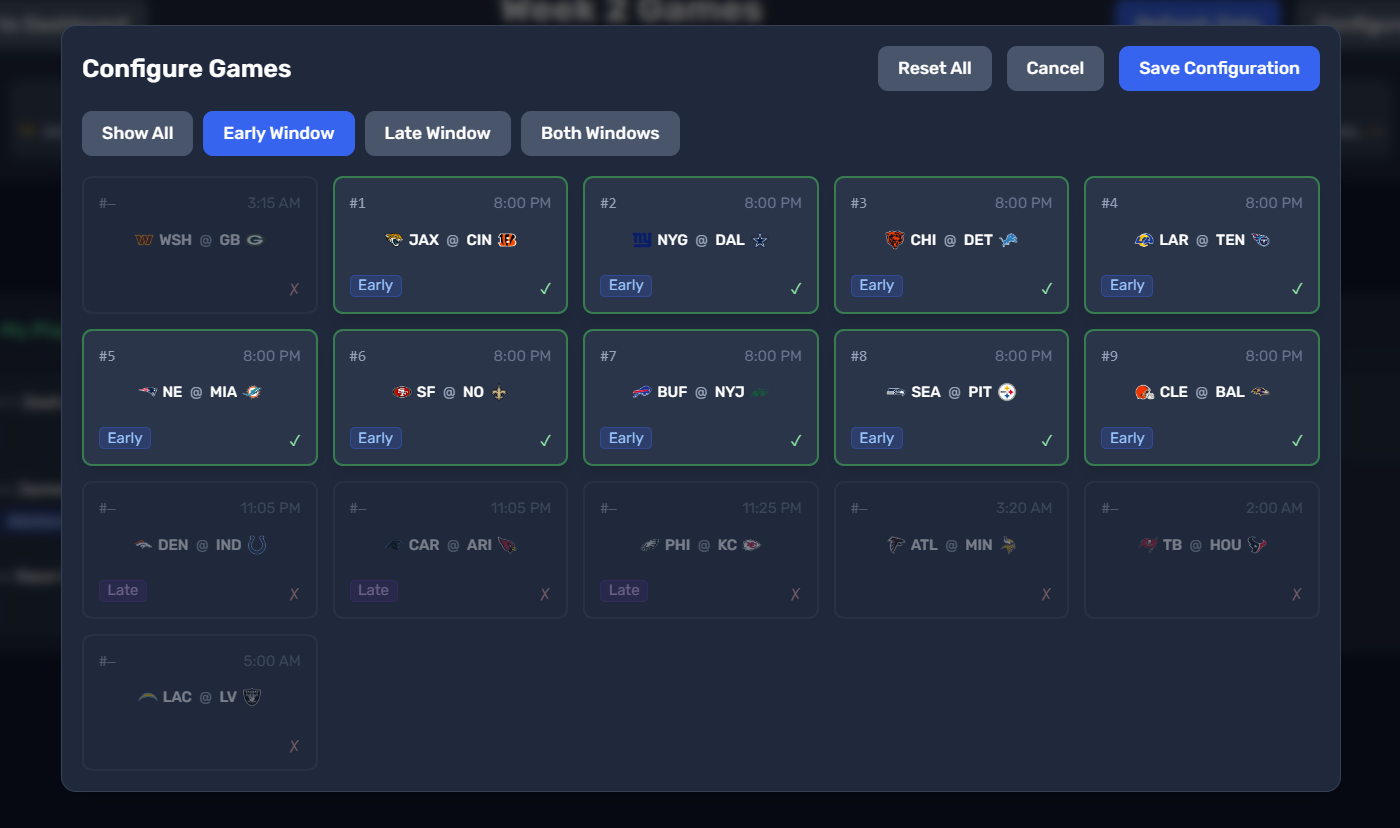 Week 2 Games
Configure Games
Reset All
Cancel
Save Configuration
Show All
Early Window
Late Window
Both Windows
#– 3:15 AM
WSH @ GB
✗
#1 8:00 PM
JAX @ CIN
Early ✓
#2 8:00 PM
NYG @ DAL
Early ✓
#3 8:00 PM
CHI @ DET
Early ✓
#4 8:00 PM
LAR @ TEN
Early ✓
#5 8:00 PM
NE @ MIA
Early ✓
#6 8:00 PM
SF @ NO
Early ✓
#7 8:00 PM
BUF @ NYJ
Early ✓
#8 8:00 PM
SEA @ PIT
Early ✓
#9 8:00 PM
CLE @ BAL
Early ✓
#– 11:05 PM
DEN @ IND
Late ✗
#– 11:05 PM
CAR @ ARI
Late ✗
#– 11:25 PM
PHI @ KC
Late ✗
#– 3:20 AM
ATL @ MIN
✗
#– 2:00 AM
TB @ HOU
✗
#– 5:00 AM
LAC @ LV
✗